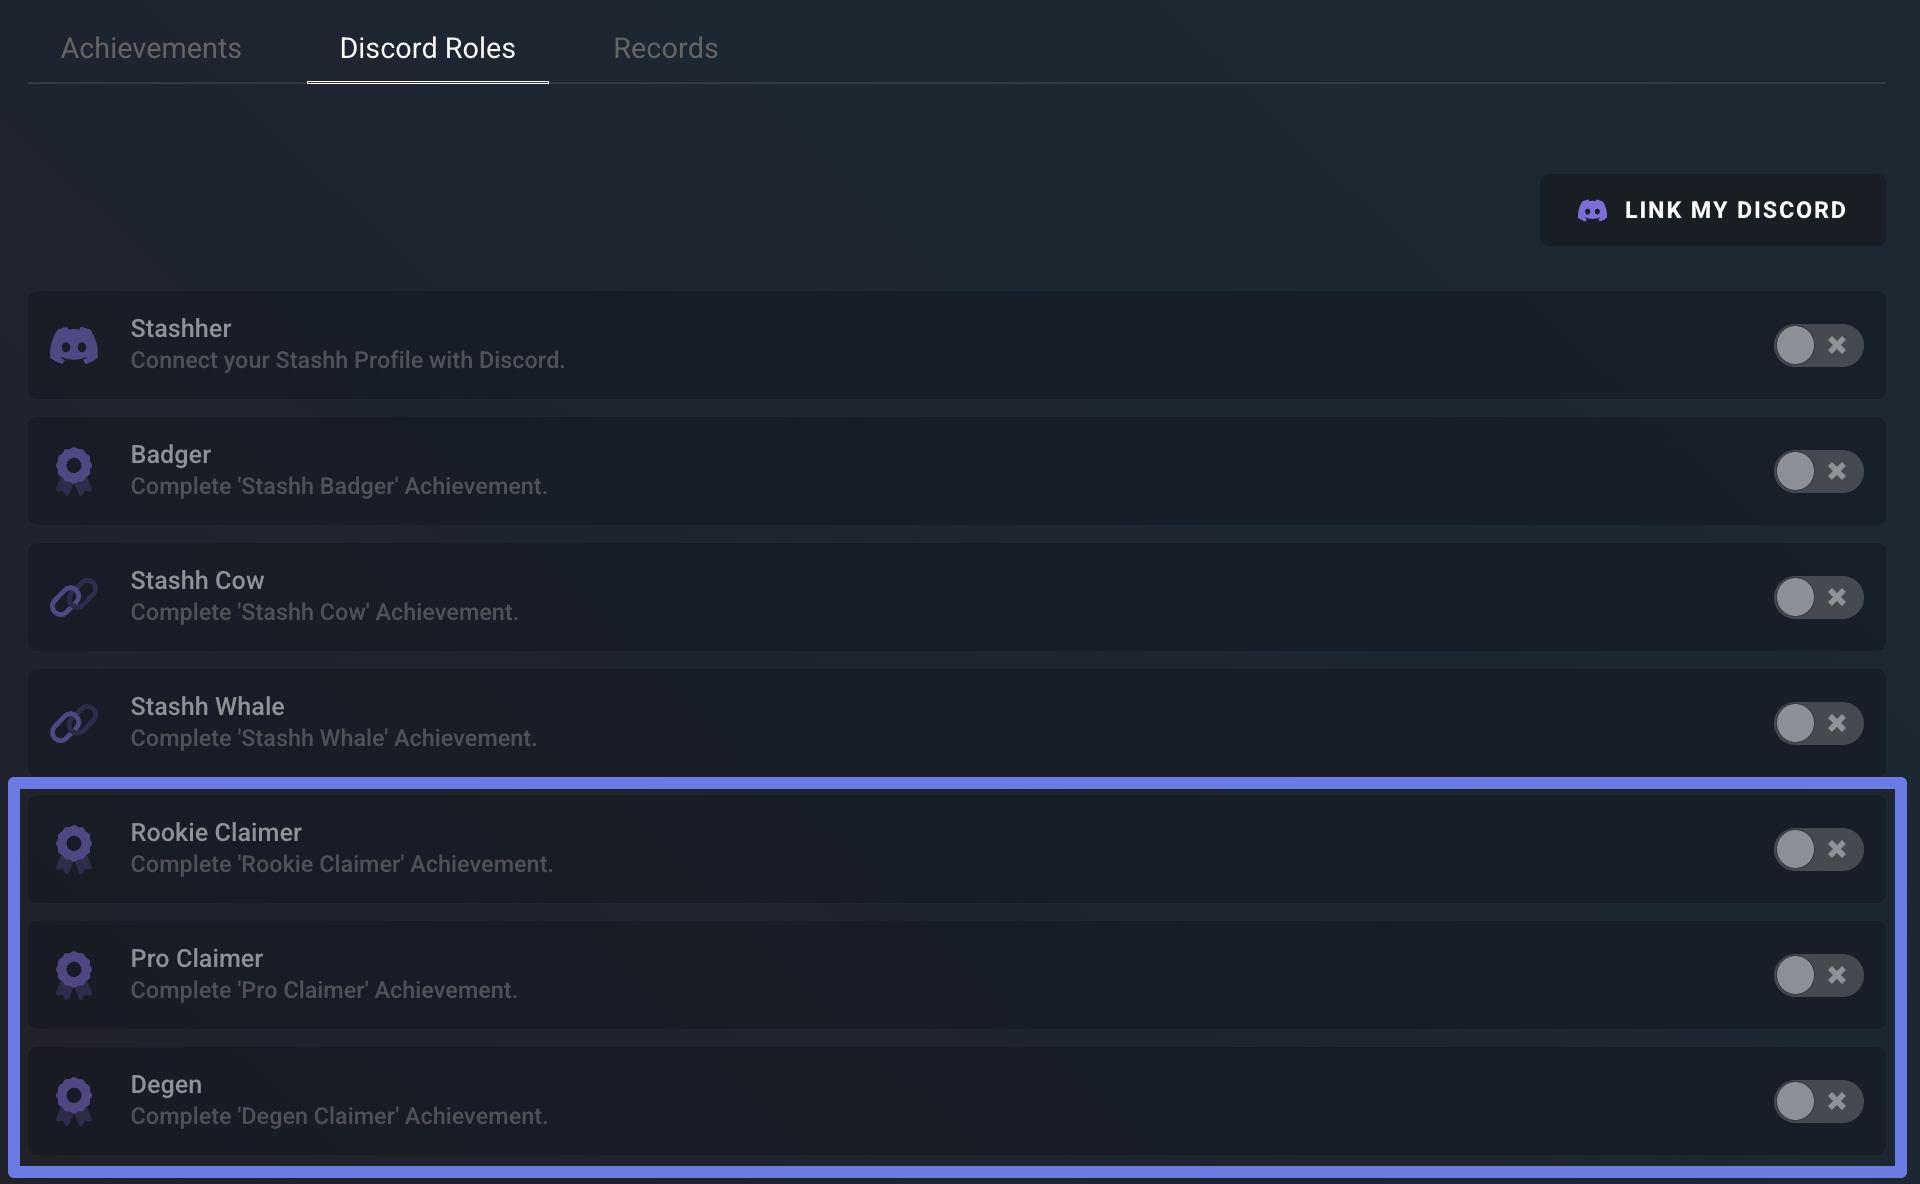 Achievements
Discord Roles
Records
LINK MY DISCORD
Stashher
Connect your Stashh Profile with Discord.
Badger
Complete 'Stashh Badger' Achievement.
Stashh Cow
Complete 'Stashh Cow' Achievement.
Stashh Whale
Complete 'Stashh Whale' Achievement.
Rookie Claimer
Complete 'Rookie Claimer' Achievement.
Pro Claimer
Complete 'Pro Claimer' Achievement.
Degen
Complete 'Degen Claimer' Achievement.